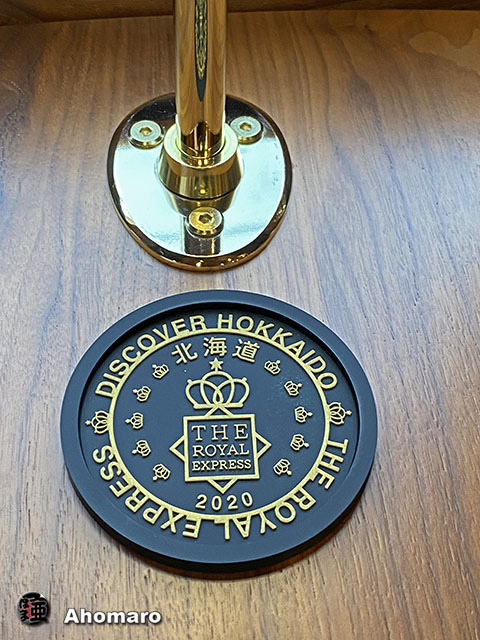 DISCOVER HOKKAIDO
北海道
THE
ROYAL
EXPRESS
2020
THE ROYAL EXPRESS
Ahomaro